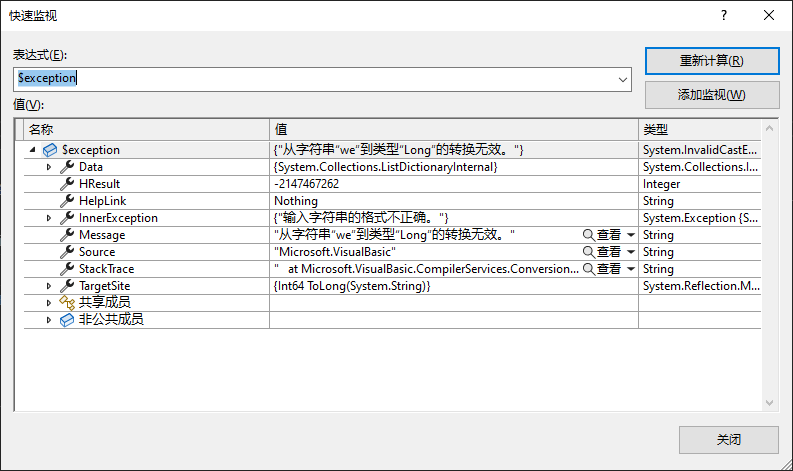 快速监视
表达式(E):
$exception
重新计算(R)
添加监视(W)
值(V):
名称 值 类型
$exception {"从字符串“we”到类型“Long”的转换无效。"} System.InvalidCastE...
Data {System.Collections.ListDictionaryInternal} System.Collections.I...
HResult -2147467262 Integer
HelpLink Nothing String
InnerException {"输入字符串的格式不正确。"} System.Exception {S...
Message "从字符串“we”到类型“Long”的转换无效。" 查看 String
Source "Microsoft.VisualBasic" 查看 String
StackTrace "   at Microsoft.VisualBasic.CompilerServices.Conversion... 查看 String
TargetSite {Int64 ToLong(System.String)} System.Reflection.M...
共享成员
非公共成员
关闭